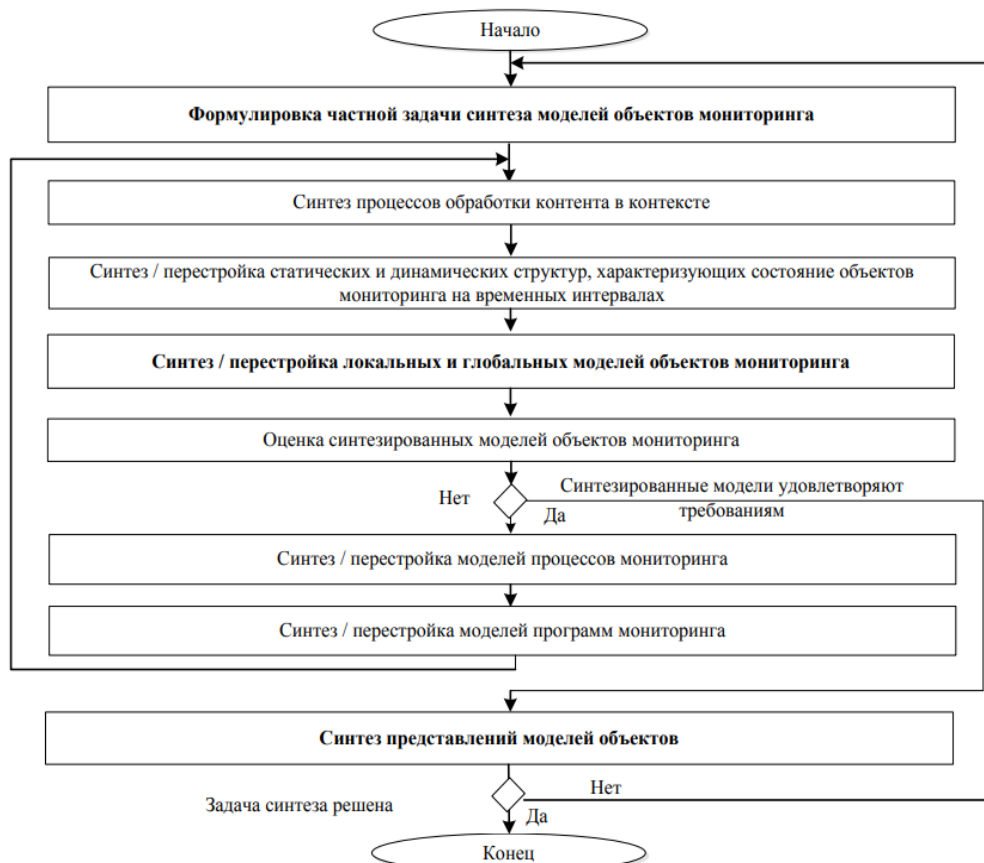 Начало
Формулировка частной задачи синтеза моделей объектов мониторинга
Синтез процессов обработки контента в контексте
Синтез / перестройка статических и динамических структур, характеризующих состояние объектов
мониторинга на временных интервалах
Синтез / перестройка локальных и глобальных моделей объектов мониторинга
Оценка синтезированных моделей объектов мониторинга
Нет
Синтезированные модели удовлетворяют
требованиям
Да
Синтез / перестройка моделей процессов мониторинга
Синтез / перестройка моделей программ мониторинга
Синтез представлений моделей объектов
Задача синтеза решена
Нет
Да
Конец